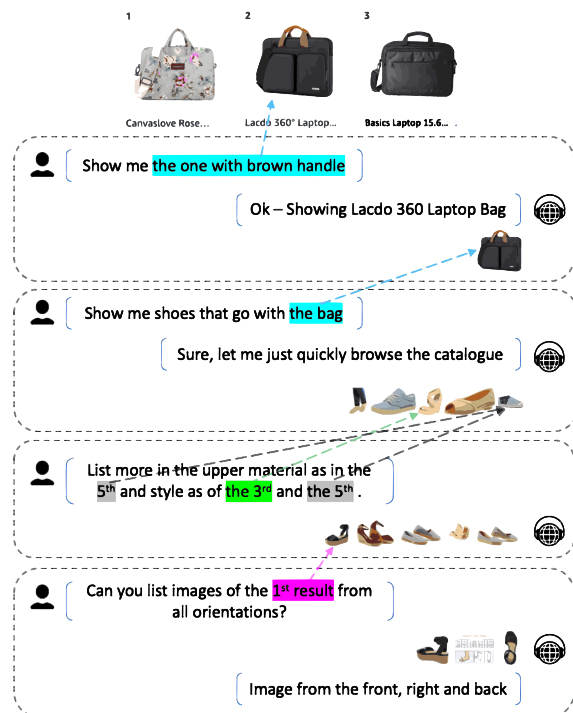 1 2 3
Canvaslove Rose... Lacdo 360° Laptop... Basics Laptop 15.6... .
Show me the one with brown handle
Ok – Showing Lacdo 360 Laptop Bag
Show me shoes that go with the bag
Sure, let me just quickly browse the catalogue
List more in the upper material as in the
5th and style as of the 3rd and the 5th .
Can you list images of the 1st result from
all orientations?
Image from the front, right and back